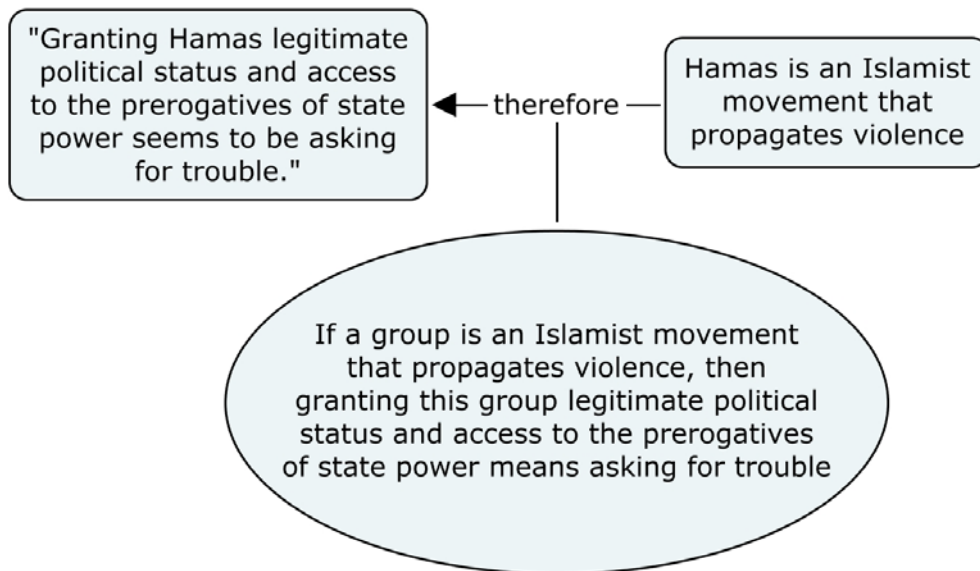 "Granting Hamas legitimate
political status and access
to the prerogatives of state
power seems to be asking
for trouble."
therefore
Hamas is an Islamist
movement that
propagates violence
If a group is an Islamist movement
that propagates violence, then
granting this group legitimate political
status and access to the prerogatives
of state power means asking for trouble